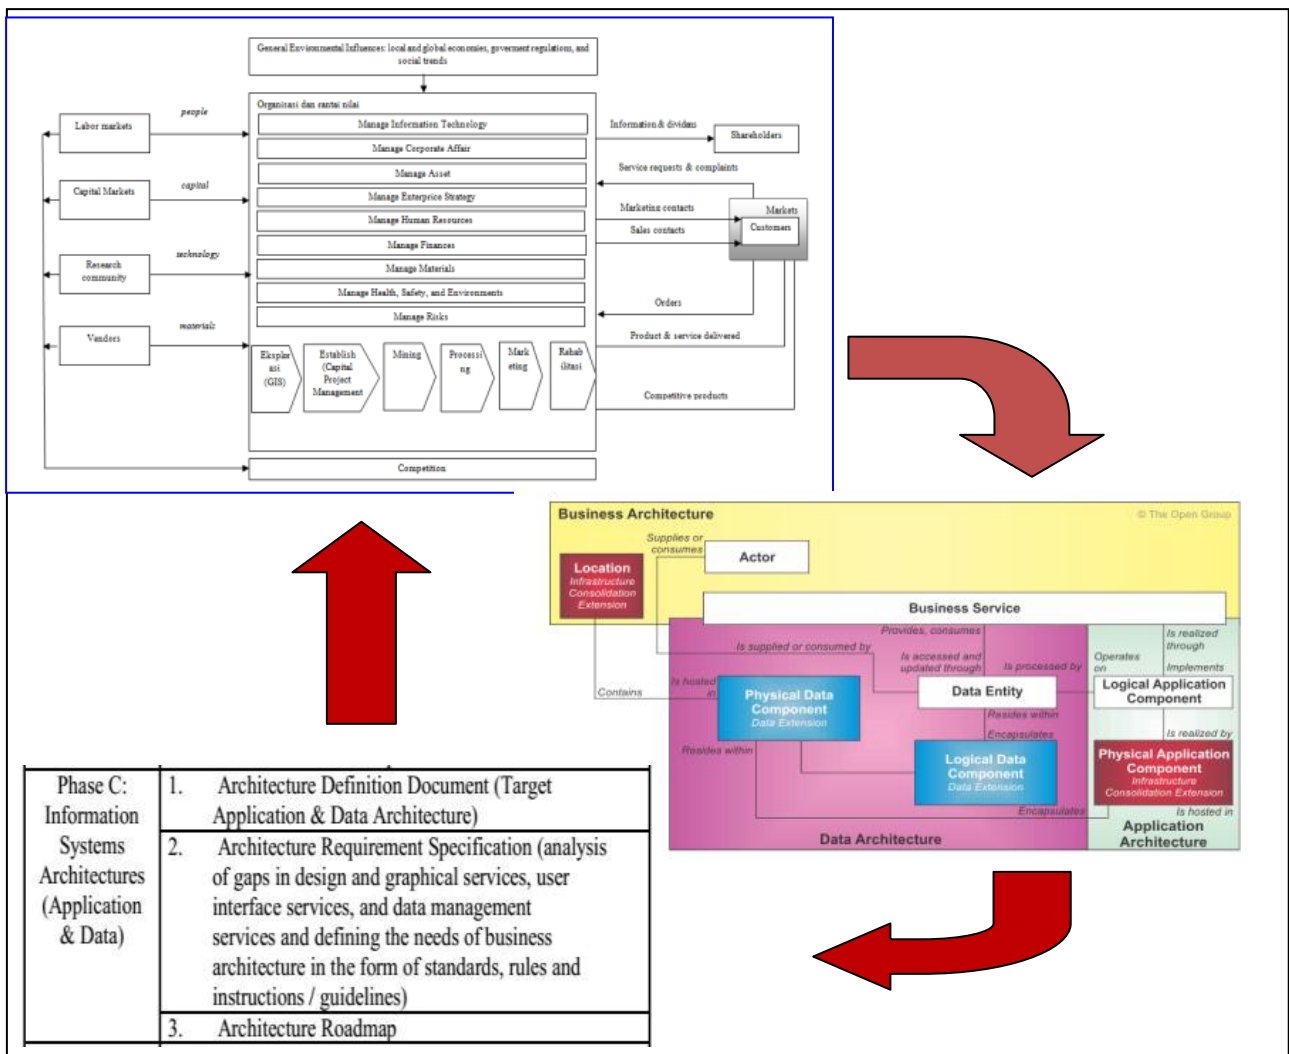 General Environmental Influences: local and global economies, goverment regulations, and
social trends
Organisasi dan rantai nilai
Manage Information Technology
Manage Corporate Affair
Manage Asset
Manage Enterprice Strategy
Manage Human Resources
Manage Finances
Manage Materials
Manage Health, Safety, and Environments
Manage Risks
Labor markets
people
Capital Markets
capital
Research
community
technology
Vendors
materials
Information & dividans
Shareholders
Service requests & complaints
Marketing contacts
Sales contacts
Markets
Customers
Orders
Product & service delivered
Competitive products
Eksplor
asi
(GIS)
Establish
(Capital
Project
Management
Mining
Processi
ng
Mark
eting
Rehab
ilitasi
Competition
Business Architecture
© The Open Group
Supplies or
consumes
Actor
Location
Infrastructure
Consolidation
Extension
Business Service
Provides, consumes
Is supplied or consumed by
Is accessed and
updated through
Is processed by
Operates
on
Is realized
through
Implements
Contains
Is hosted
in
Physical Data
Component
Data Extension
Data Entity
Logical Application
Component
Resides within
Encapsulates
Is realized by
Resides within
Logical Data
Component
Data Extension
Physical Application
Component
Infrastructure
Consolidation Extension
Encapsulates
Is hosted in
Data Architecture
Application
Architecture
Phase C:
Information
Systems
Architectures
(Application
& Data)
1. Architecture Definition Document (Target
Application & Data Architecture)
2. Architecture Requirement Specification (analysis
of gaps in design and graphical services, user
interface services, and data management
services and defining the needs of business
architecture in the form of standards, rules and
instructions / guidelines)
3. Architecture Roadmap